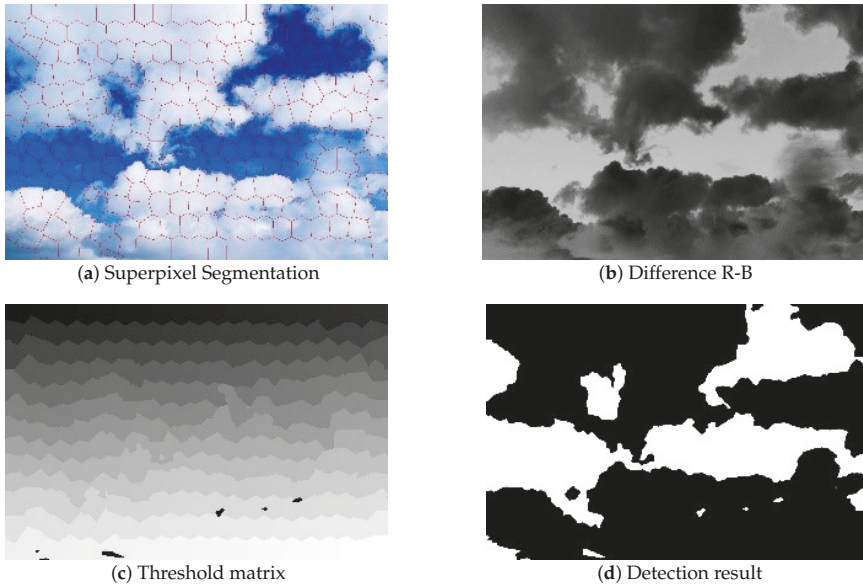 (a) Superpixel Segmentation
(b) Difference R-B
(c) Threshold matrix
(d) Detection result